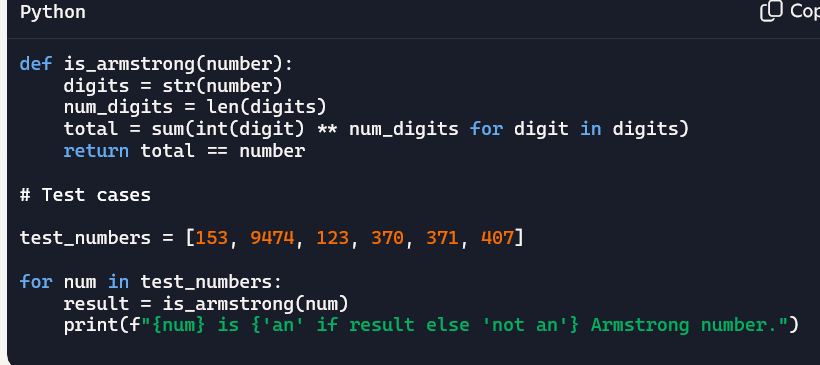 Python
Cop
def is_armstrong(number):
    digits = str(number)
    num_digits = len(digits)
    total = sum(int(digit) ** num_digits for digit in digits)
    return total == number
# Test cases
test_numbers = [153, 9474, 123, 370, 371, 407]
for num in test_numbers:
    result = is_armstrong(num)
    print(f"{num} is {'an' if result else 'not an'} Armstrong number.")